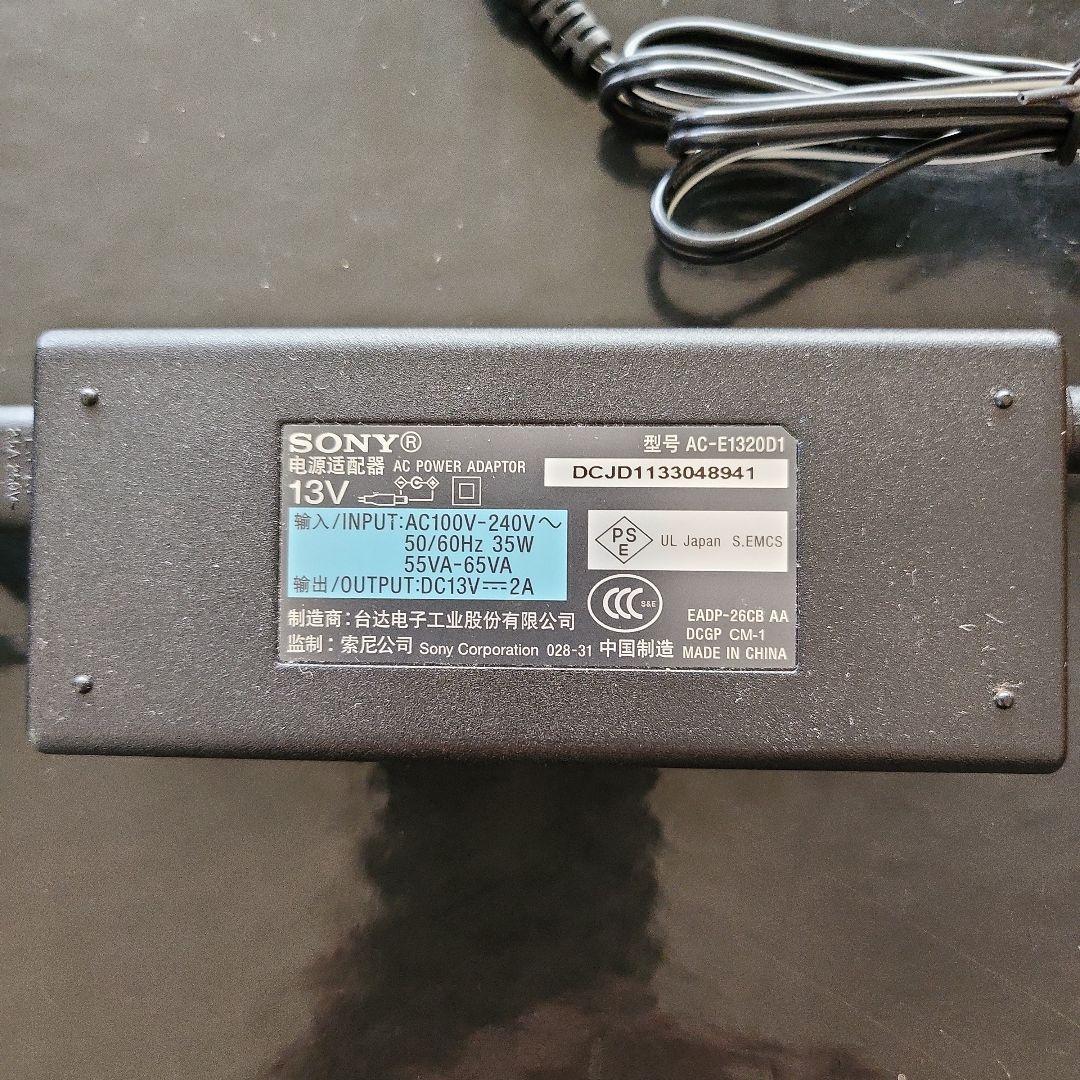 SONY® 型号 AC-E1320D1
电源适配器 AC POWER ADAPTOR
DCJD1133048941
13V
输入/INPUT:AC100V-240V～
50/60Hz 35W
55VA-65VA
输出/OUTPUT:DC13V⎓2A
PSE UL Japan S.EMCS
CCC S&E
制造商：台达电子工业股份有限公司
EADP-26CB AA
DCGP CM-1
监制：索尼公司 Sony Corporation 028-31 中国制造 MADE IN CHINA